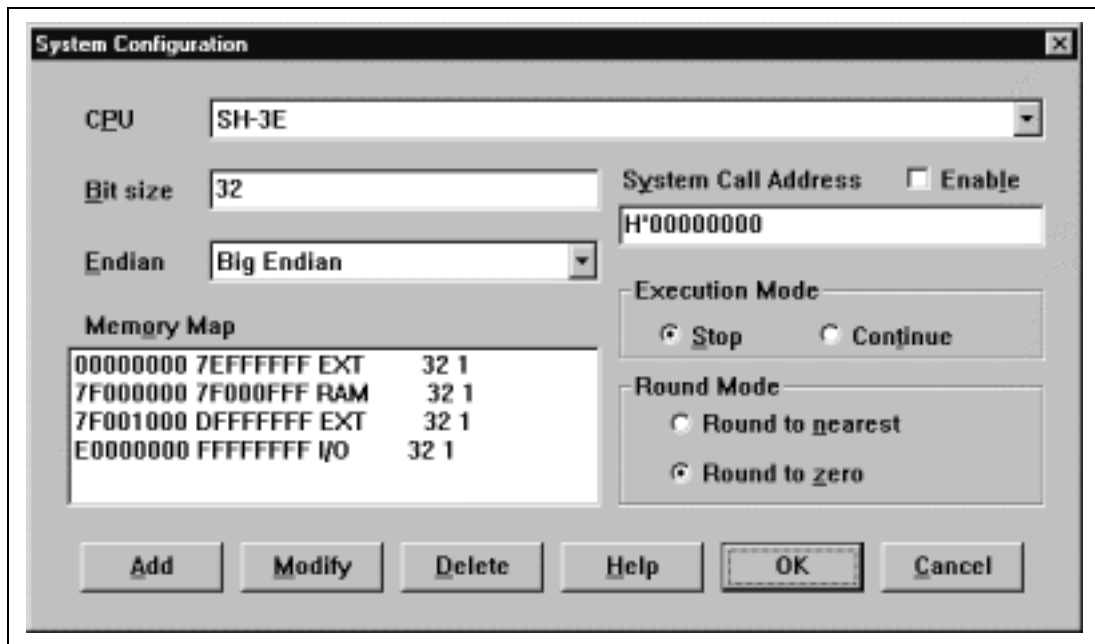 System Configuration
CPU SH-3E
Bit size 32
System Call Address Enable
H'00000000
Endian Big Endian
Execution Mode
Stop Continue
Memory Map
00000000 7EFFFFFF EXT 32 1
7F000000 7F000FFF RAM 32 1
7F001000 DFFFFFFF EXT 32 1
E0000000 FFFFFFFF I/O 32 1
Round Mode
Round to nearest
Round to zero
Add Modify Delete Help OK Cancel